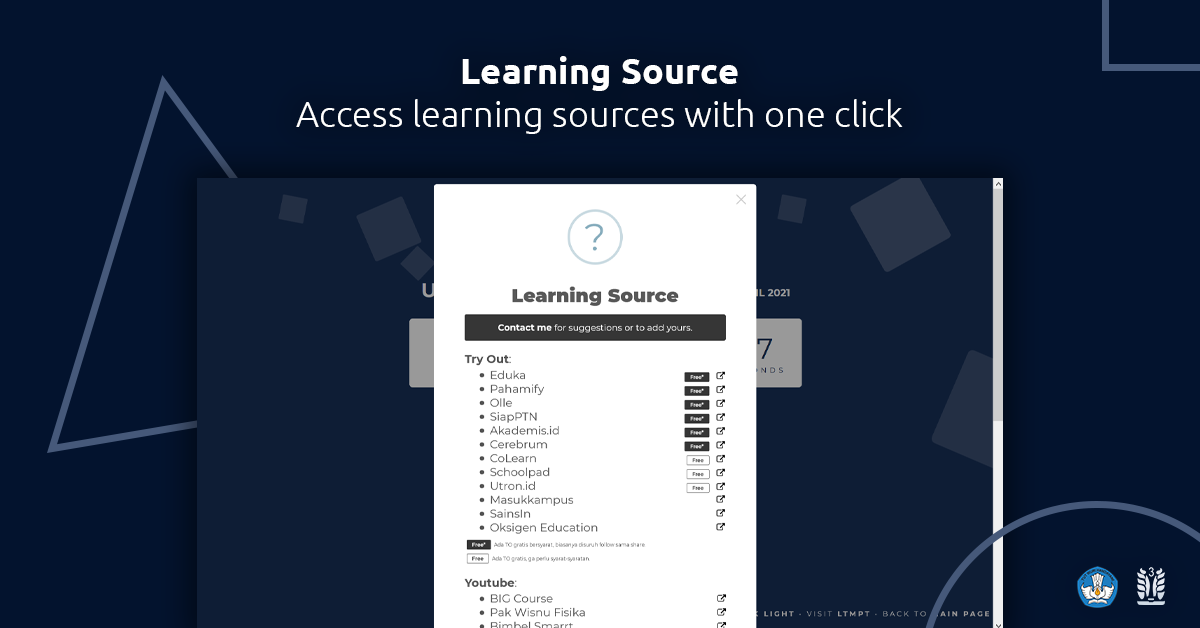 Learning Source
Access learning sources with one click
?
U
IL 2021
Learning Source
Contact me for suggestions or to add yours.
7
ONDS
Try Out:
Eduka Free*
Pahamify Free*
Olle Free*
SiapPTN Free*
Akademis.id Free*
Cerebrum Free*
CoLearn Free
Schoolpad Free
Utron.id Free
Masukkampus
SainsIn
Oksigen Education
Free* Ada TO gratis bersyarat, biasanya disuruh follow sama share
Free Ada TO gratis, ga perlu syarat-syaratan.
Youtube:
BIG Course
Pak Wisnu Fisika
Bimbel Smarrt
LIGHT - VISIT LTMPT - BACK TO MAIN PAGE
3